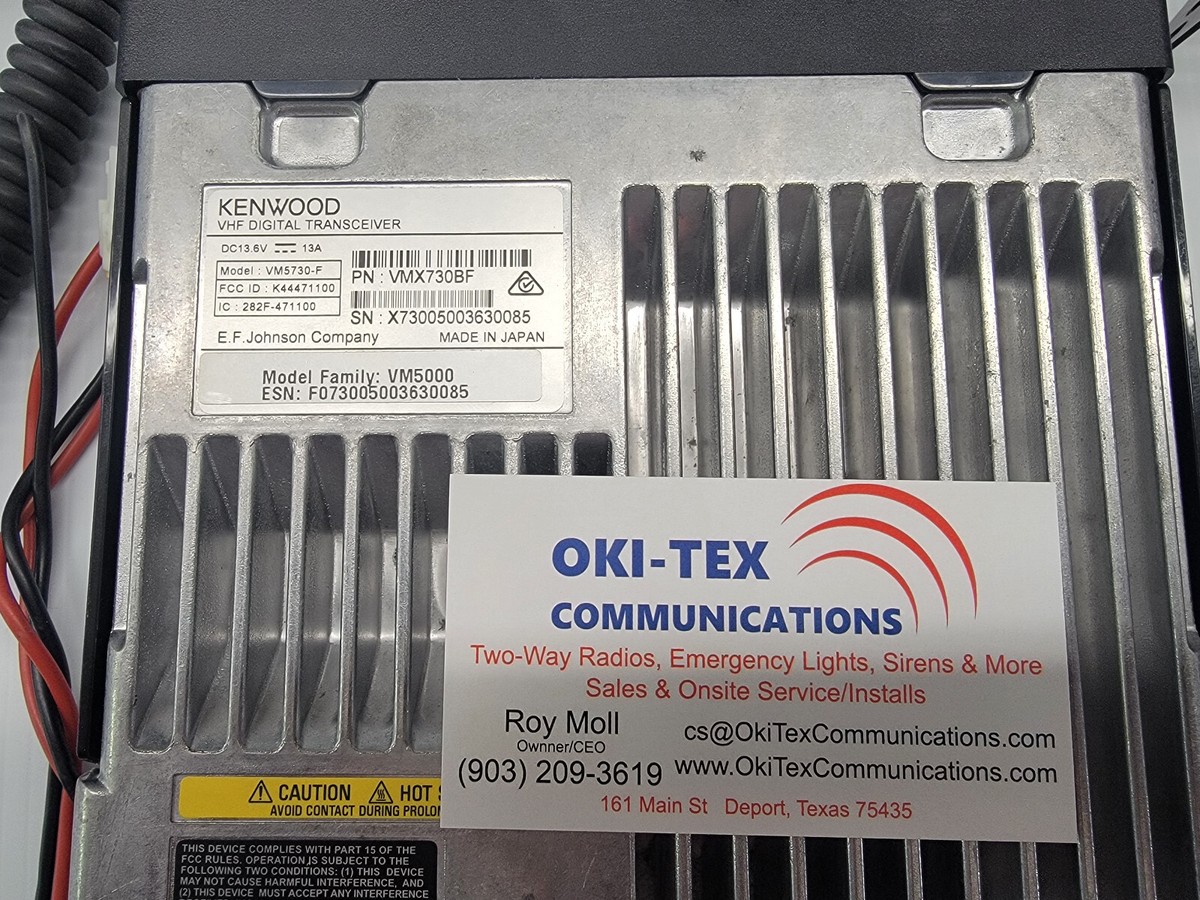 KENWOOD
VHF DIGITAL TRANSCEIVER
DC13.6V 13A
Model : VM5730-F
FCC ID : K44471100
IC : 282F-471100
PN : VMX730BF
SN : X73005003630085
E.F.Johnson Company MADE IN JAPAN
Model Family: VM5000
ESN: F073005003630085
OKI-TEX
COMMUNICATIONS
Two-Way Radios, Emergency Lights, Sirens & More
Sales & Onsite Service/Installs
Roy Moll
Ownner/CEO
(903) 209-3619
cs@OkiTexCommunications.com
www.OkiTexCommunications.com
161 Main St Deport, Texas 75435
CAUTION HOT
AVOID CONTACT DURING
THIS DEVICE COMPLIES WITH PART 15 OF THE
FCC RULES. OPERATION IS SUBJECT TO THE
FOLLOWING TWO CONDITIONS: (1) THIS DEVICE
MAY NOT CAUSE HARMFUL INTERFERENCE, AND
(2) THIS DEVICE MUST ACCEPT ANY INTERFERENCE